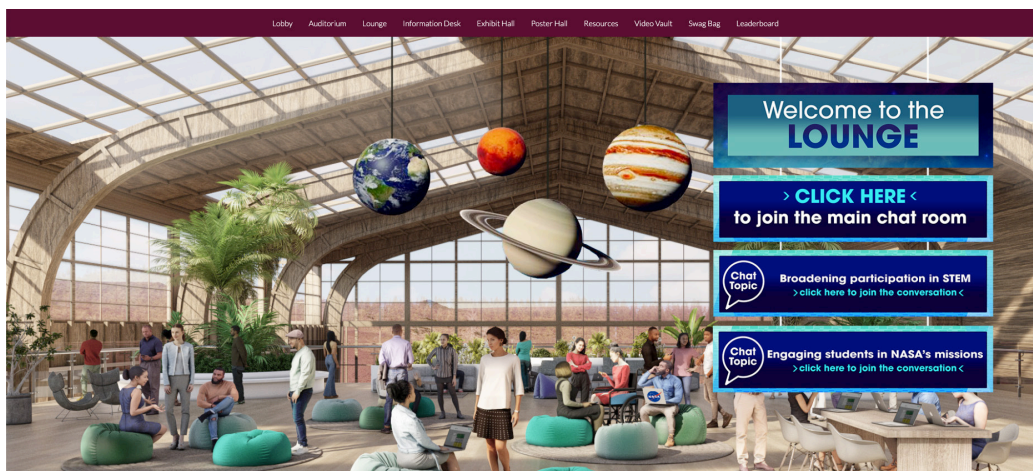 Lobby Auditorium Lounge Information Desk Exhibit Hall Poster Hall Resources Video Vault Swag Bag Leaderboard
Welcome to the
LOUNGE
> CLICK HERE <
to join the main chat room
Chat
Topic
Broadening participation in STEM
>click here to join the conversation<
Chat
Topic
Engaging students in NASA's missions
>click here to join the conversation<
NASA